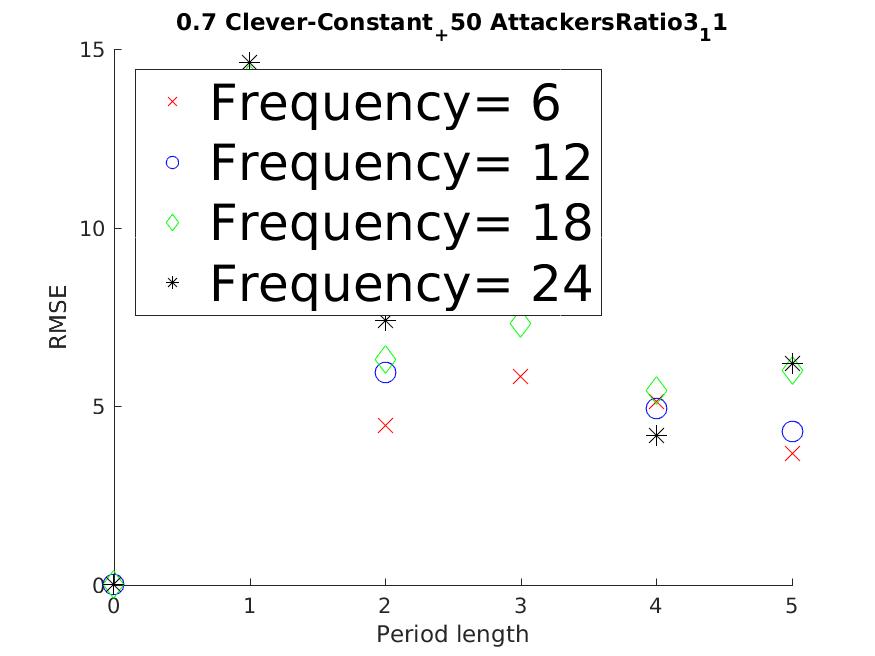 0.7 Clever-Constant₊50 AttackersRatio3₁1
15
Frequency= 6
Frequency= 12
10
Frequency= 18
Frequency= 24
RMSE
5
0
0 1 2 3 4 5
Period length